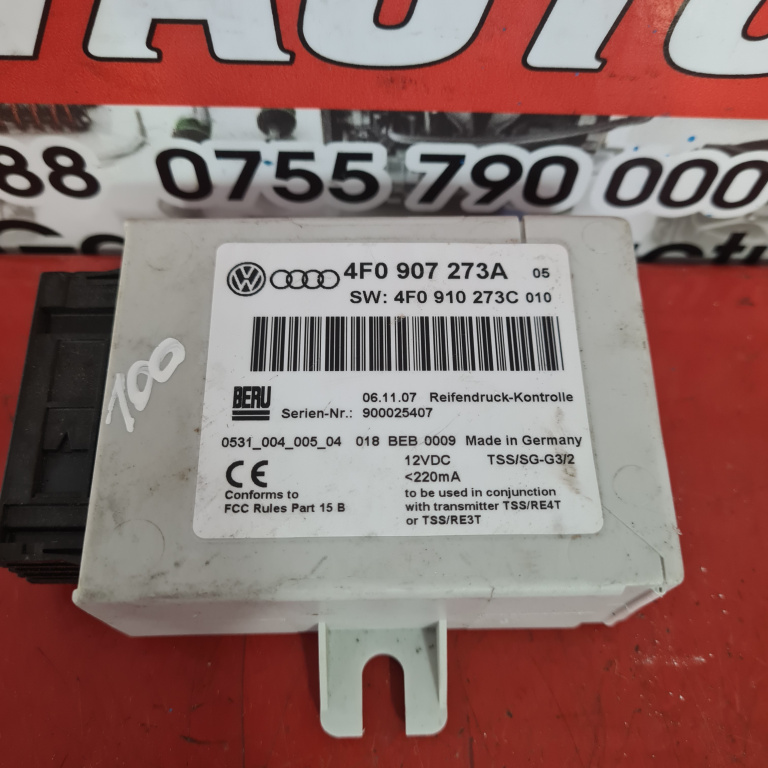 AUTO
88 0755 790 000
4F0 907 273A 05
SW: 4F0 910 273C 010
100
BERU
06.11.07 Reifendruck-Kontrolle
Serien-Nr.: 900025407
0531_004_005_04 018 BEB 0009 Made in Germany
CE
12VDC TSS/SG-G3/2
<220mA
Conforms to
FCC Rules Part 15 B
to be used in conjunction
with transmitter TSS/RE4T
or TSS/RE3T